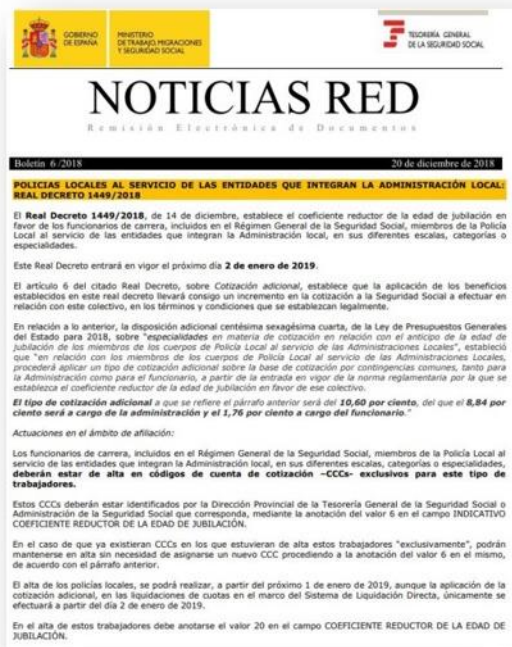 GOBIERNO
DE ESPAÑA
MINISTERIO
DE TRABAJO, MIGRACIONES
Y SEGURIDAD SOCIAL
TESORERÍA GENERAL
DE LA SEGURIDAD SOCIAL
NOTICIAS RED
Remisión Electrónica de Documentos
Boletín 6/2018
20 de diciembre de 2018
POLICIAS LOCALES AL SERVICIO DE LAS ENTIDADES QUE INTEGRAN LA ADMINISTRACIÓN LOCAL:
REAL DECRETO 1449/2018
El Real Decreto 1449/2018, de 14 de diciembre, establece el coeficiente reductor de la edad de jubilación en
favor de los funcionarios de carrera, incluidos en el Régimen General de la Seguridad Social, miembros de la Policía
Local al servicio de las entidades que integran la Administración local, en sus diferentes escalas, categorías o
especialidades.
Este Real Decreto entrará en vigor el próximo día 2 de enero de 2019.
El artículo 6 del citado Real Decreto, sobre Cotización adicional, establece que la aplicación de los beneficios
establecidos en este real decreto llevará consigo un incremento en la cotización a la Seguridad Social a efectuar en
relación con este colectivo, en los términos y condiciones que se establezcan legalmente.
En relación a lo anterior, la disposición adicional centésima sexagésima cuarta, de la Ley de Presupuestos Generales
del Estado para 2018, sobre "especialidades en materia de cotización en relación con el anticipo de la edad de
jubilación de los miembros de los cuerpos de Policía Local al servicio de las Administraciones Locales", estableció
que "en relación con los miembros de los cuerpos de Policía Local al servicio de las Administraciones Locales,
procederá aplicar un tipo de cotización adicional sobre la base de cotización por contingencias comunes, tanto para
la Administración como para el funcionario, a partir de la entrada en vigor de la norma reglamentaria por la que se
establezca el coeficiente reductor de la edad de jubilación en favor de ese colectivo.
El tipo de cotización adicional a que se refiere el párrafo anterior será del 10,60 por ciento, del que el 8,84 por
ciento será a cargo de la administración y el 1,76 por ciento a cargo del funcionario."
Actuaciones en el ámbito de afiliación:
Los funcionarios de carrera, incluidos en el Régimen General de la Seguridad Social, miembros de la Policía Local al
servicio de las entidades que integran la Administración local, en sus diferentes escalas, categorías o especialidades,
deberán estar de alta en códigos de cuenta de cotización –CCCs- exclusivos para este tipo de
trabajadores.
Estos CCCs deberán estar identificados por la Dirección Provincial de la Tesorería General de la Seguridad Social o
Administración de la Seguridad Social que corresponda, mediante la anotación del valor 6 en el campo INDICATIVO
COEFICIENTE REDUCTOR DE LA EDAD DE JUBILACIÓN.
En el caso de que ya existieran CCCs en los que estuvieran de alta estos trabajadores "exclusivamente", podrán
mantenerse en alta sin necesidad de asignarse un nuevo CCC procediendo a la anotación del valor 6 en el mismo,
de acuerdo con el párrafo anterior.
El alta de los policías locales, se podrá realizar, a partir del próximo 1 de enero de 2019, aunque la aplicación de la
cotización adicional, en las liquidaciones de cuotas en el marco del Sistema de Liquidación Directa, únicamente se
efectuará a partir del día 2 de enero de 2019.
En el alta de estos trabajadores debe anotarse el valor 20 en el campo COEFICIENTE REDUCTOR DE LA EDAD DE
JUBILACIÓN.